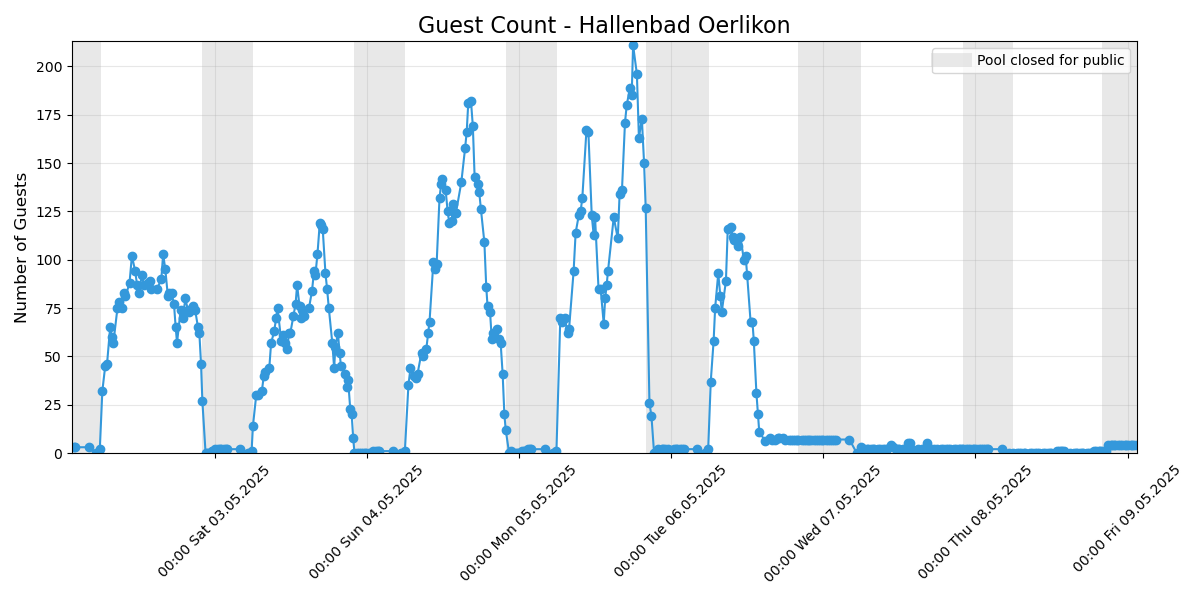 Guest Count - Hallenbad Oerlikon
Pool closed for public
Number of Guests
200
175
150
125
100
75
50
25
0
00:00 Sat 03.05.2025
00:00 Sun 04.05.2025
00:00 Mon 05.05.2025
00:00 Tue 06.05.2025
00:00 Wed 07.05.2025
00:00 Thu 08.05.2025
00:00 Fri 09.05.2025